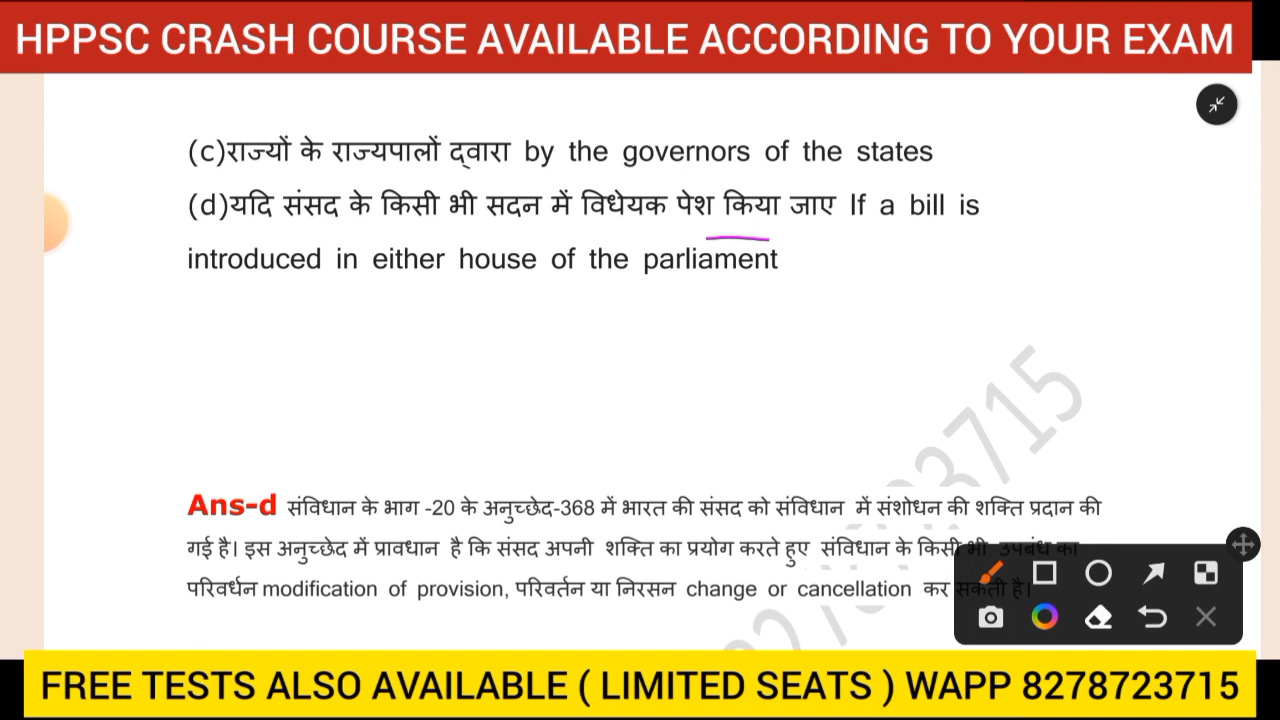 HPPSC CRASH COURSE AVAILABLE ACCORDING TO YOUR EXAM
(c)राज्यों के राज्यपालों द्वारा by the governors of the states
(d)यदि संसद के किसी भी सदन में विधेयक पेश किया जाए If a bill is
introduced in either house of the parliament
Ans-d संविधान के भाग -20 के अनुच्छेद-368 में भारत की संसद को संविधान में संशोधन की शक्ति प्रदान की
गई है। इस अनुच्छेद में प्रावधान है कि संसद अपनी शक्ति का प्रयोग करते हुए संविधान के किसी भी उपबंध का
परिवर्धन modification of provision, परिवर्तन या निरसन change or cancellation कर सकती है।
FREE TESTS ALSO AVAILABLE ( LIMITED SEATS ) WAPP 8278723715